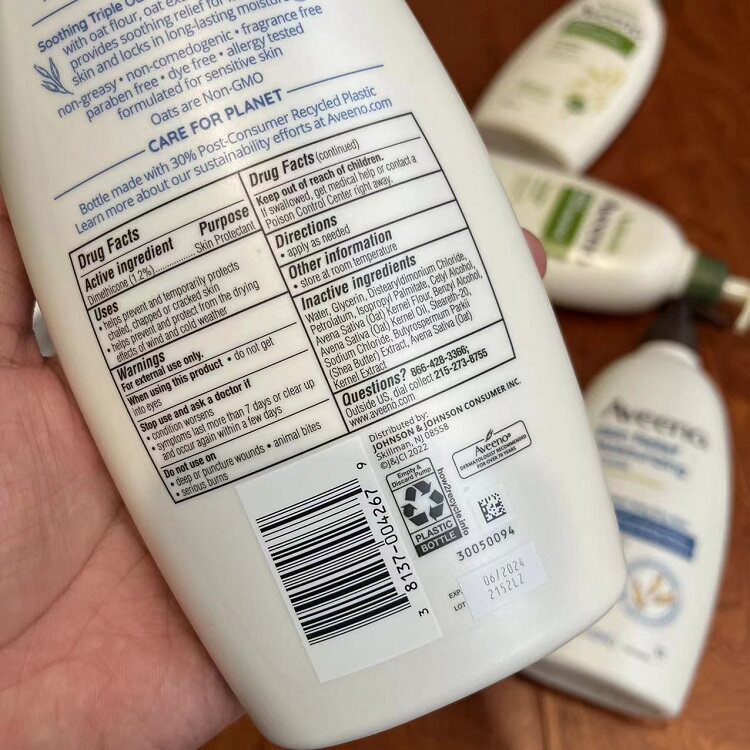 Soothing Triple Oat
with oat flour, oat
provides soothing relief for
skin and locks in long-lasting moisture
non-greasy • non-comedogenic • fragrance free
paraben free • dye free • allergy tested
formulated for sensitive skin
Oats are Non-GMO
CARE FOR PLANET
Bottle made with 30% Post-Consumer Recycled Plastic
Learn more about our sustainability efforts at Aveeno.com
Drug Facts
Active ingredient Purpose
Dimethicone (1.2%)............Skin Protectant
Uses
• helps prevent and temporarily protects
chafed, chapped or cracked skin
• helps prevent and protect from the drying
effects of wind and cold weather
Warnings
For external use only.
When using this product • do not get
into eyes
Stop use and ask a doctor if
• condition worsens
• symptoms last more than 7 days or clear up
and occur again within a few days
Do not use on
• deep or puncture wounds • animal bites
• serious burns
Drug Facts (continued)
Keep out of reach of children.
If swallowed, get medical help or contact a
Poison Control Center right away.
Directions
• apply as needed
Other information
• store at room temperature
Inactive ingredients
Water, Glycerin, Distearyldimonium Chloride,
Petrolatum, Isopropyl Palmitate, Cetyl Alcohol,
Avena Sativa (Oat) Kernel Flour, Benzyl Alcohol,
Avena Sativa (Oat) Kernel Oil, Steareth-20,
Sodium Chloride, Butyrospermum Parkii
(Shea Butter) Extract, Avena Sativa (Oat)
Kernel Extract
Questions? 866-428-3366;
Outside US, dial collect 215-273-8755
www.aveeno.com
Distributed by:
JOHNSON & JOHNSON CONSUMER INC.
Skillman, NJ 08558
©J&JCI 2022
Aveeno®
DERMATOLOGIST RECOMMENDED
FOR OVER 70 YEARS
Empty &
Discard Pump
PLASTIC
BOTTLE
how2recycle.info
30050094
EXP.
06/2024
LOT
2152LZ
3 8137-004267 9
Aveeno
Aveeno
Aveeno